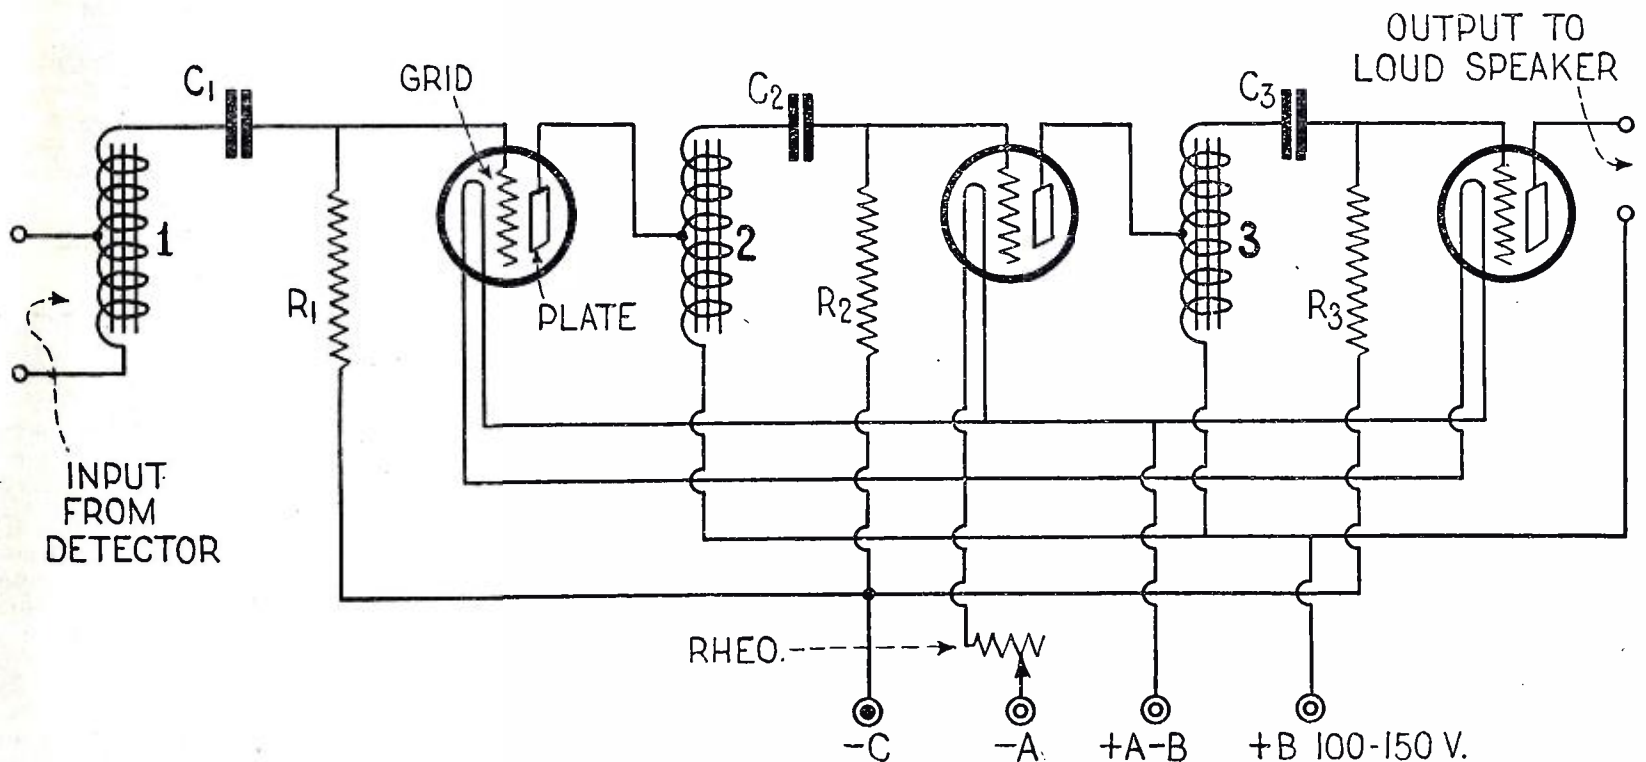 OUTPUT TO
LOUD SPEAKER
C1
GRID
C2
C3
1
2
3
R1
PLATE
R2
R3
INPUT
FROM
DETECTOR
RHEO.
-C
-A.
+A-B
+B 100-150 V.